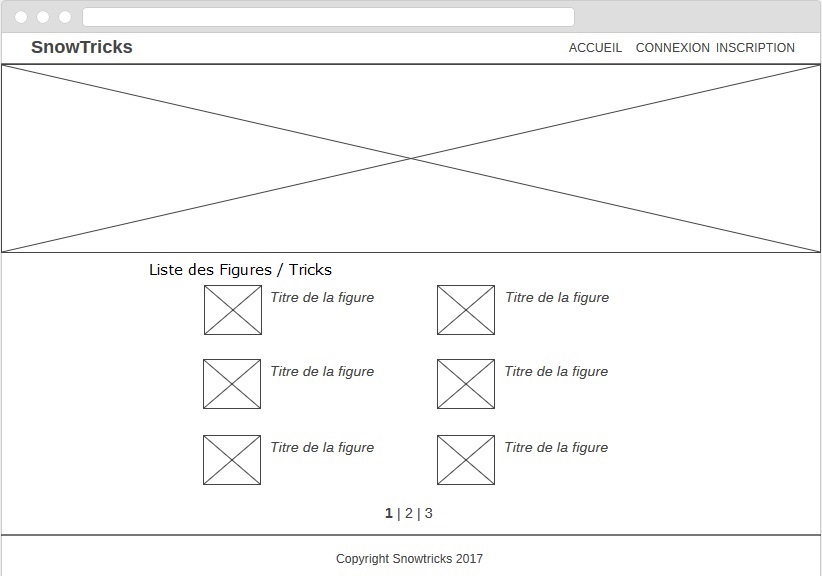 SnowTricks ACCUEIL CONNEXION INSCRIPTION
Liste des Figures / Tricks
Titre de la figure Titre de la figure
Titre de la figure Titre de la figure
Titre de la figure Titre de la figure
1 | 2 | 3
Copyright Snowtricks 2017